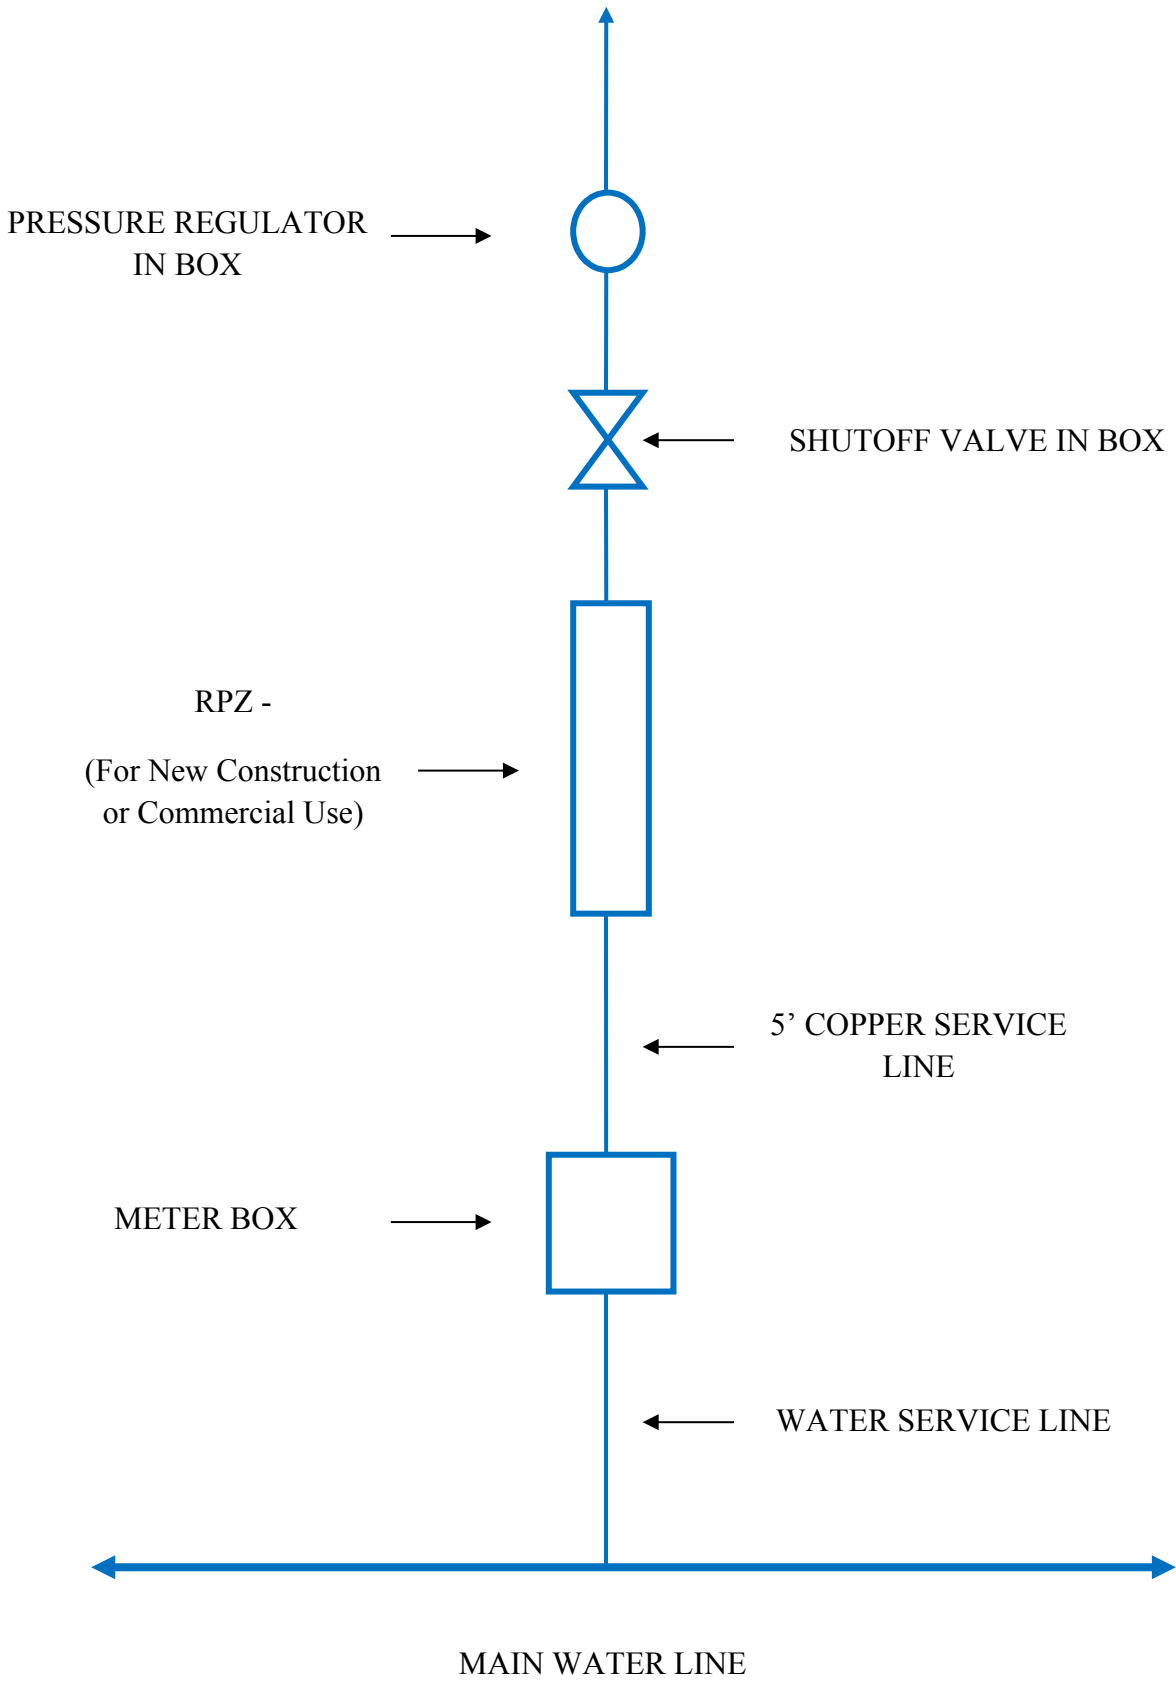 PRESSURE REGULATOR
IN BOX
SHUTOFF VALVE IN BOX
RPZ -
(For New Construction
or Commercial Use)
5’ COPPER SERVICE
LINE
METER BOX
WATER SERVICE LINE
MAIN WATER LINE